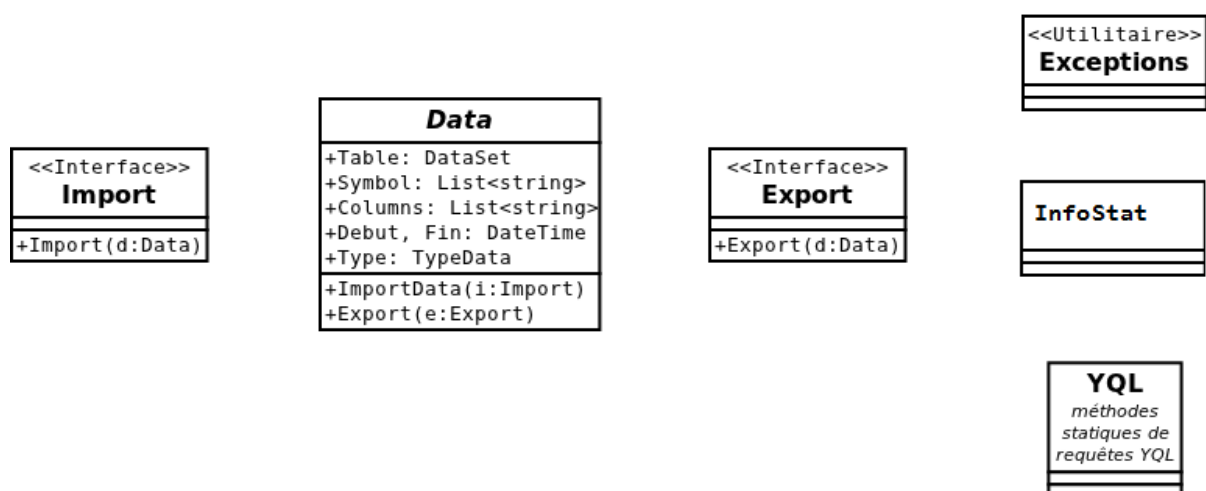 <<Interface>>
Import
+Import(d:Data)
Data
+Table: DataSet
+Symbol: List<string>
+Columns: List<string>
+Debut, Fin: DateTime
+Type: TypeData
+ImportData(i:Import)
+Export(e:Export)
<<Interface>>
Export
+Export(d:Data)
<<Utilitaire>>
Exceptions
InfoStat
YQL
méthodes
statiques de
requêtes YQL